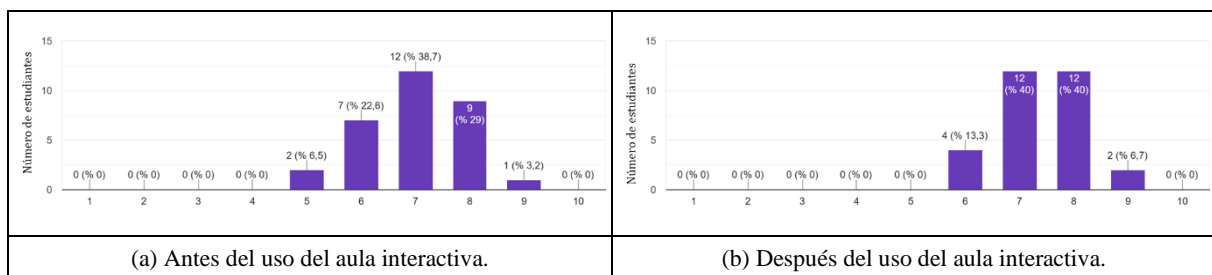 Número de estudiantes
15
10
5
0
0 (% 0)
0 (% 0)
0 (% 0)
0 (% 0)
2 (% 6,5)
7 (% 22,6)
12 (% 38,7)
9
(% 29)
1 (% 3,2)
0 (% 0)
1 2 3 4 5 6 7 8 9 10
(a) Antes del uso del aula interactiva.
Número de estudiantes
15
10
5
0
0 (% 0)
0 (% 0)
0 (% 0)
0 (% 0)
0 (% 0)
4 (% 13,3)
12
(% 40)
12
(% 40)
2 (% 6,7)
0 (% 0)
1 2 3 4 5 6 7 8 9 10
(b) Después del uso del aula interactiva.